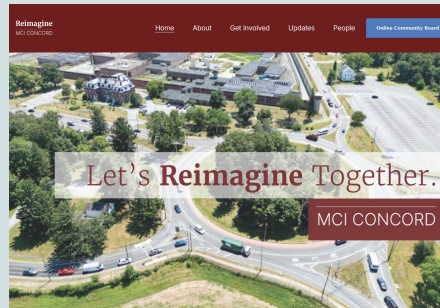 Reimagine
MCI CONCORD
Home About Get Involved Updates People Online Community Board
Let's Reimagine Together.
MCI CONCORD